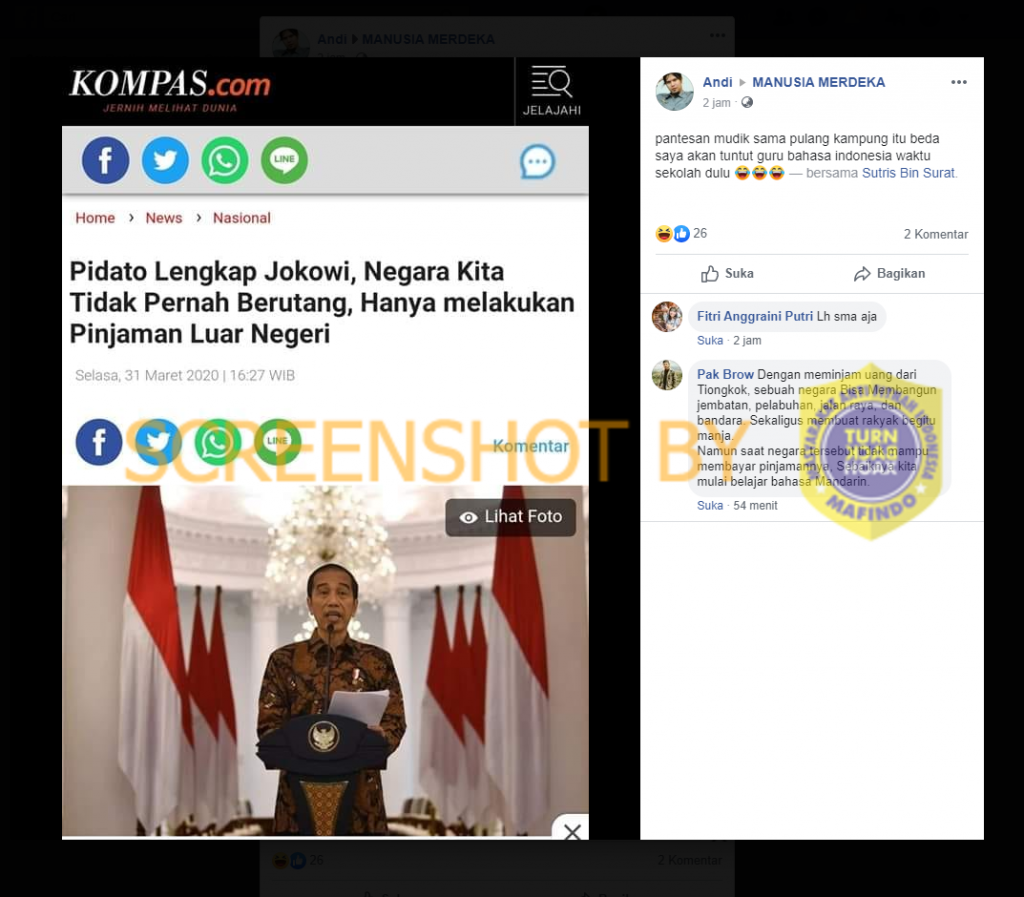 Andi ▸ MANUSIA MERDEKA
KOMPAS.com
JERNIH MELIHAT DUNIA
JELAJAHI
LINE
Home › News › Nasional
Pidato Lengkap Jokowi, Negara Kita
Tidak Pernah Berutang, Hanya melakukan
Pinjaman Luar Negeri
Selasa, 31 Maret 2020 | 16:27 WIB
LINE
Komentar
SCREENSHOT BY
Lihat Foto
Andi ▸ MANUSIA MERDEKA
2 jam ·
pantesan mudik sama pulang kampung itu beda
saya akan tuntut guru bahasa indonesia waktu
sekolah dulu 😂😂😂 — bersama Sutris Bin Surat.
26
2 Komentar
Suka
Bagikan
Fitri Anggraini Putri Lh sma aja
Suka · 2 jam
Pak Brow Dengan meminjam uang dari
Tiongkok, sebuah negara Bisa Membangun
jembatan, pelabuhan, jalan raya, dan
bandara. Sekaligus membuat rakyak begitu
manja.
Namun saat negara tersebut tidak mampu
membayar pinjamannya, Sebaiknya kita
mulai belajar bahasa Mandarin.
Suka · 54 menit
TURN
HOAX
MAFINDO
26
2 Komentar